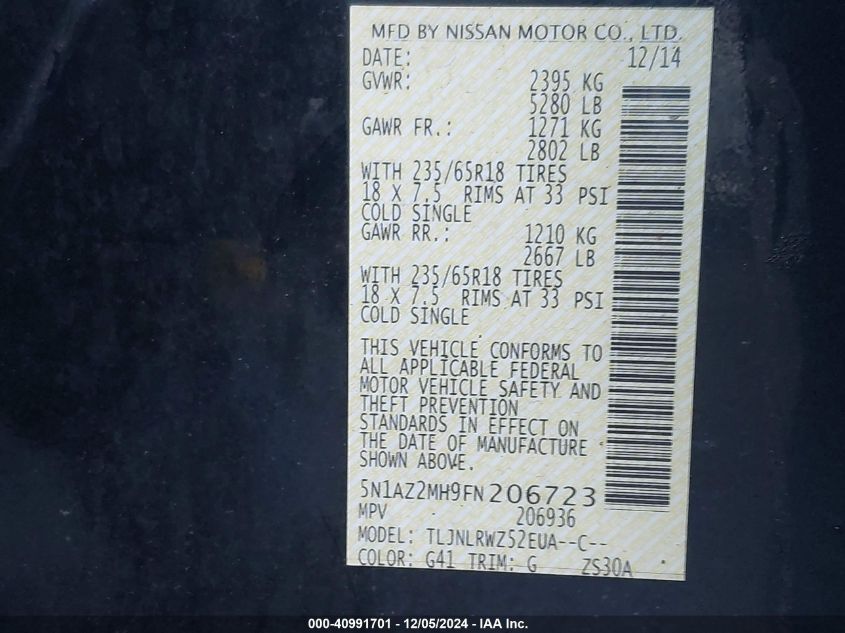 MFD BY NISSAN MOTOR CO., LTD.
DATE: 12/14
GVWR: 2395 KG
5280 LB
GAWR FR.: 1271 KG
2802 LB
WITH 235/65R18 TIRES
18 X 7.5 RIMS AT 33 PSI
COLD SINGLE
GAWR RR.: 1210 KG
2667 LB
WITH 235/65R18 TIRES
18 X 7.5 RIMS AT 33 PSI
COLD SINGLE
THIS VEHICLE CONFORMS TO
ALL APPLICABLE FEDERAL
MOTOR VEHICLE SAFETY AND
THEFT PREVENTION
STANDARDS IN EFFECT ON
THE DATE OF MANUFACTURE
SHOWN ABOVE.
5N1AZ2MH9FN206723
MPV 206936
MODEL: TLJNLRWZ52EUA--C--
COLOR: G41 TRIM: G ZS30A
000-40991701 - 12/05/2024 - IAA Inc.